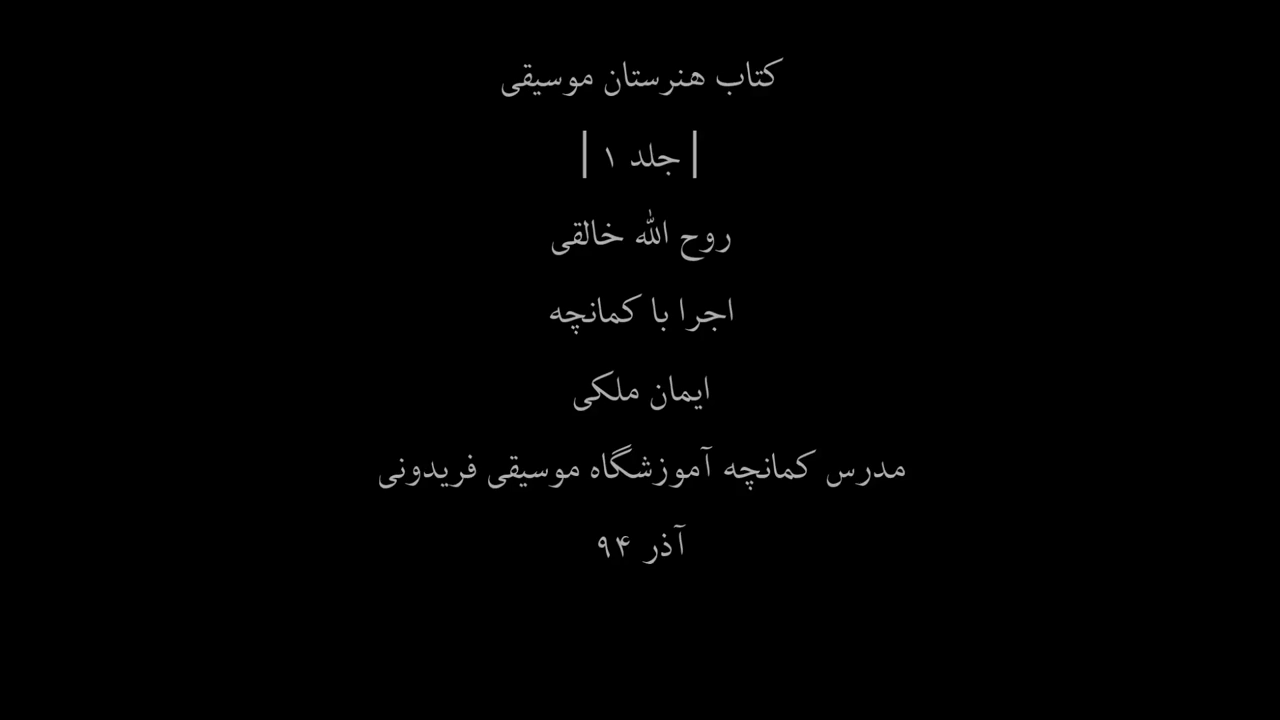 کتاب هنرستان موسیقی
| جلد ۱ |
روح الله خالقی
اجرا با کمانچه
ایمان ملکی
مدرس کمانچه آموزشگاه موسیقی فریدونی
آذر ۹۴